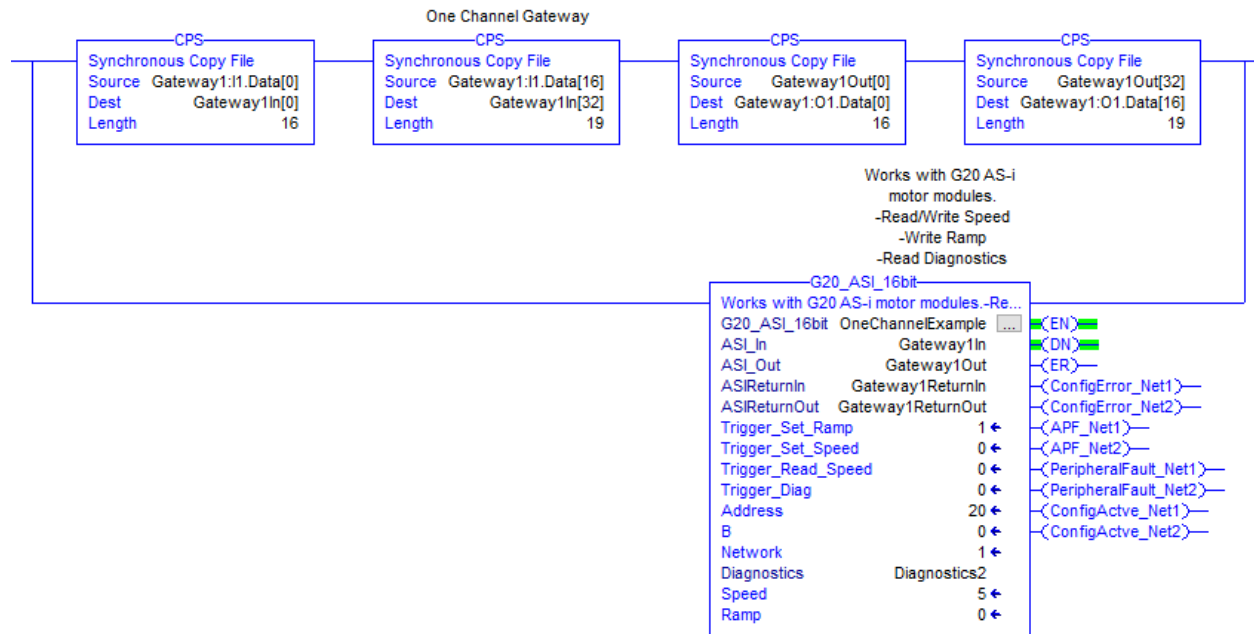 One Channel Gateway
CPS CPS CPS CPS
Synchronous Copy File Synchronous Copy File Synchronous Copy File Synchronous Copy File
Source Gateway1:I1.Data[0] Source Gateway1:I1.Data[16] Source Gateway1Out[0] Source Gateway1Out[32]
Dest Gateway1In[0] Dest Gateway1In[32] Dest Gateway1:O1.Data[0] Dest Gateway1:O1.Data[16]
Length 16 Length 19 Length 16 Length 19
Works with G20 AS-i
motor modules.
-Read/Write Speed
-Write Ramp
-Read Diagnostics
G20_ASI_16bit
Works with G20 AS-i motor modules.-Re...
G20_ASI_16bit OneChannelExample ... (EN)
ASI_In Gateway1In (DN)
ASI_Out Gateway1Out (ER)
ASIReturnIn Gateway1ReturnIn (ConfigError_Net1)
ASIReturnOut Gateway1ReturnOut (ConfigError_Net2)
Trigger_Set_Ramp 1 (APF_Net1)
Trigger_Set_Speed 0 (APF_Net2)
Trigger_Read_Speed 0 (PeripheralFault_Net1)
Trigger_Diag 0 (PeripheralFault_Net2)
Address 20 (ConfigActve_Net1)
B 0 (ConfigActve_Net2)
Network 1
Diagnostics Diagnostics2
Speed 5
Ramp 0